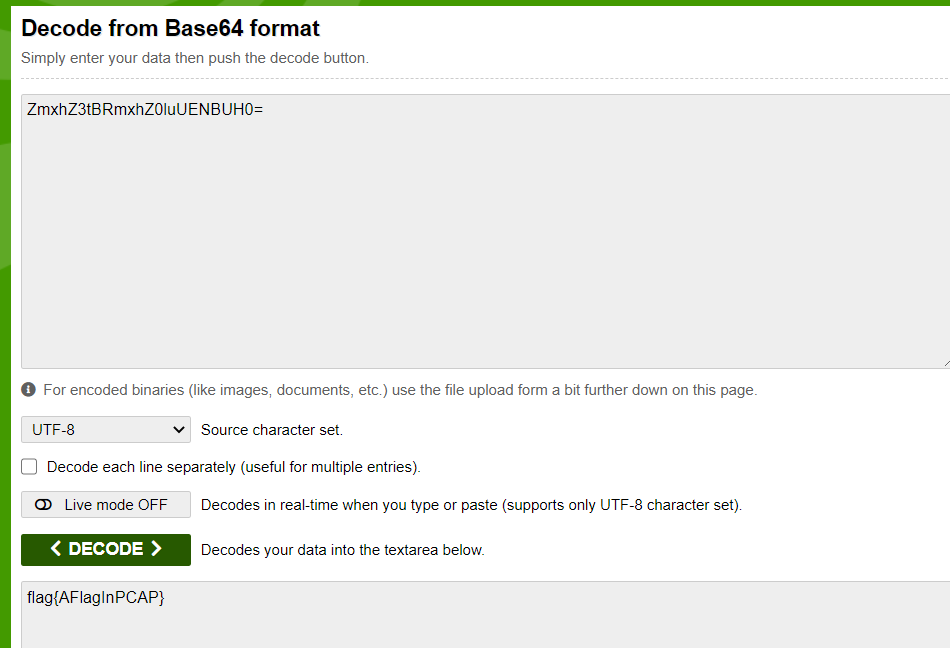 Decode from Base64 format
Simply enter your data then push the decode button.
ZmxhZ3tBRmxhZ0luUENBUH0=
For encoded binaries (like images, documents, etc.) use the file upload form a bit further down on this page.
UTF-8 Source character set.
Decode each line separately (useful for multiple entries).
Live mode OFF Decodes in real-time when you type or paste (supports only UTF-8 character set).
< DECODE > Decodes your data into the textarea below.
flag{AFlagInPCAP}